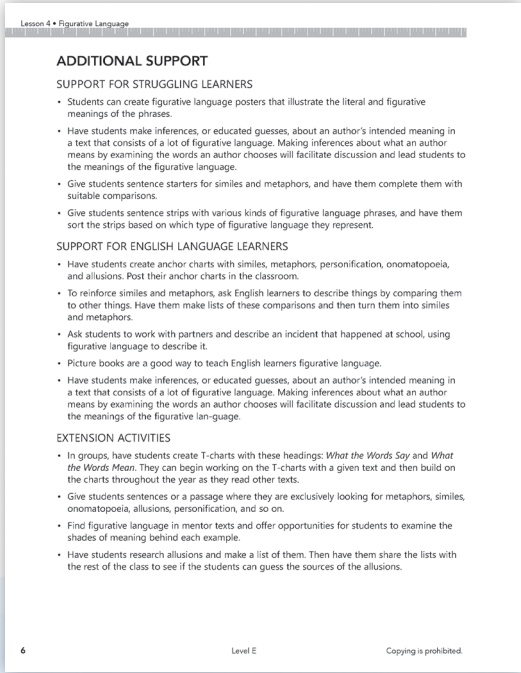 Lesson 4 • Figurative Language
ADDITIONAL SUPPORT
SUPPORT FOR STRUGGLING LEARNERS
• Students can create figurative language posters that illustrate the literal and figurative
meanings of the phrases.
• Have students make inferences, or educated guesses, about an author's intended meaning in
a text that consists of a lot of figurative language. Making inferences about what an author
means by examining the words an author chooses will facilitate discussion and lead students to
the meanings of the figurative language.
• Give students sentence starters for similes and metaphors, and have them complete them with
suitable comparisons.
• Give students sentence strips with various kinds of figurative language phrases, and have them
sort the strips based on which type of figurative language they represent.
SUPPORT FOR ENGLISH LANGUAGE LEARNERS
• Have students create anchor charts with similes, metaphors, personification, onomatopoeia,
and allusions. Post their anchor charts in the classroom.
• To reinforce similes and metaphors, ask English learners to describe things by comparing them
to other things. Have them make lists of these comparisons and then turn them into similes
and metaphors.
• Ask students to work with partners and describe an incident that happened at school, using
figurative language to describe it.
• Picture books are a good way to teach English learners figurative language.
• Have students make inferences, or educated guesses, about an author's intended meaning in
a text that consists of a lot of figurative language. Making inferences about what an author
means by examining the words an author chooses will facilitate discussion and lead students to
the meanings of the figurative lan-guage.
EXTENSION ACTIVITIES
• In groups, have students create T-charts with these headings: What the Words Say and What
the Words Mean. They can begin working on the T-charts with a given text and then build on
the charts throughout the year as they read other texts.
• Give students sentences or a passage where they are exclusively looking for metaphors, similes,
onomatopoeia, allusions, personification, and so on.
• Find figurative language in mentor texts and offer opportunities for students to examine the
shades of meaning behind each example.
• Have students research allusions and make a list of them. Then have them share the lists with
the rest of the class to see if the students can guess the sources of the allusions.
6 Level E Copying is prohibited.